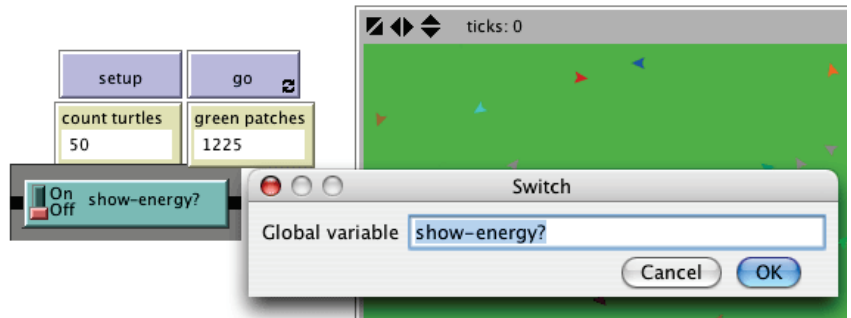 ticks: 0
setup
go
count turtles
50
green patches
1225
On
Off
show-energy?
Switch
Global variable
show-energy?
Cancel
OK